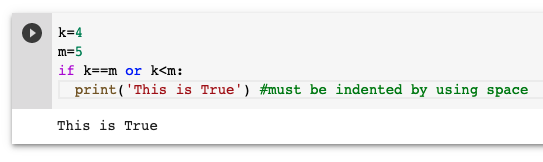 k=4
m=5
if k==m or k<m:
  print('This is True') #must be indented by using space
This is True